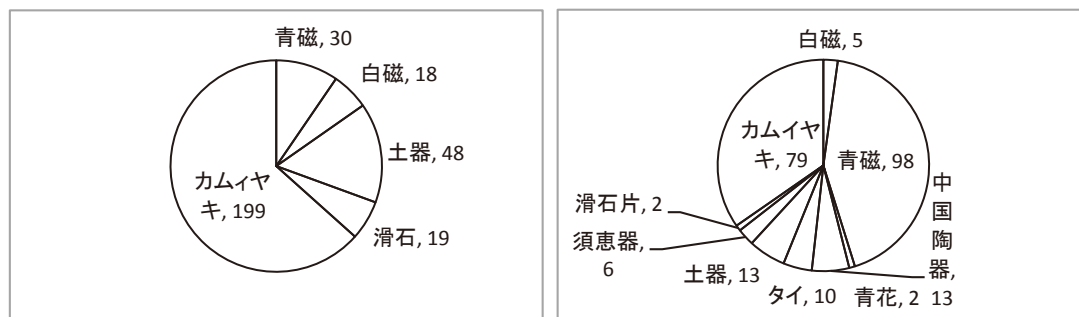 青磁, 30
白磁, 18
土器, 48
滑石, 19
カムィヤ
キ, 199
白磁, 5
青磁, 98
中
国
陶
器,
13
青花, 2
タイ, 10
土器, 13
須恵器,
6
滑石片, 2
カムイヤ
キ, 79